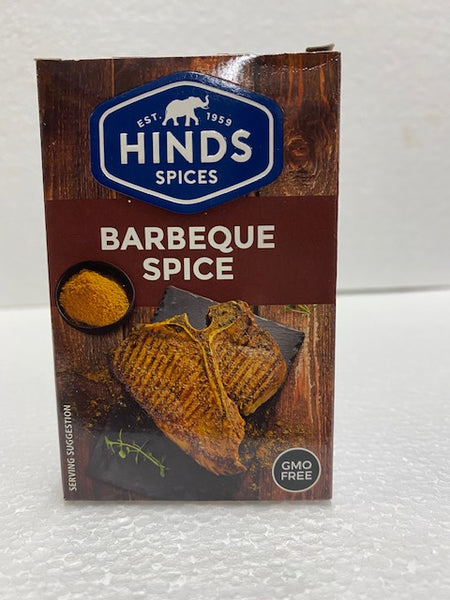 EST. 1959
HINDS
SPICES
BARBEQUE
SPICE
SERVING SUGGESTION
GMO
FREE